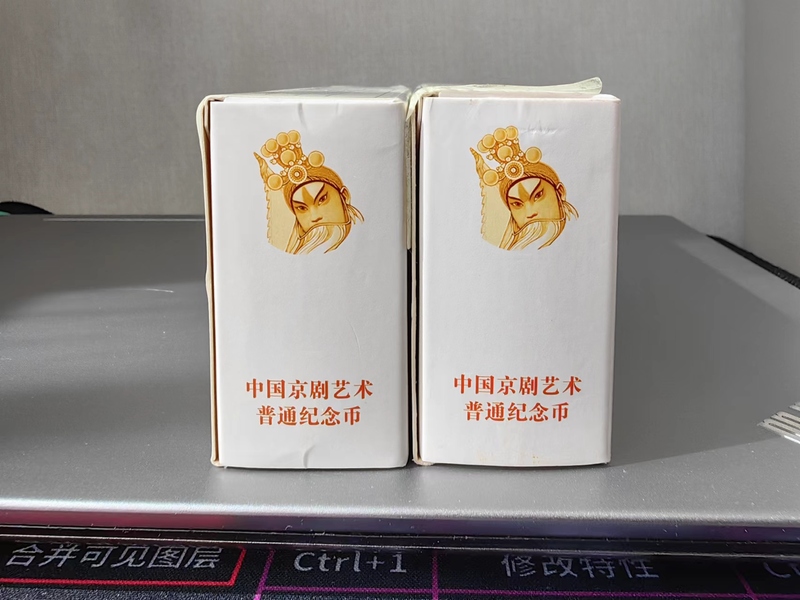 中国京剧艺术
普通纪念币
中国京剧艺术
普通纪念币
合并可见图层
Ctrl+1
修改特性